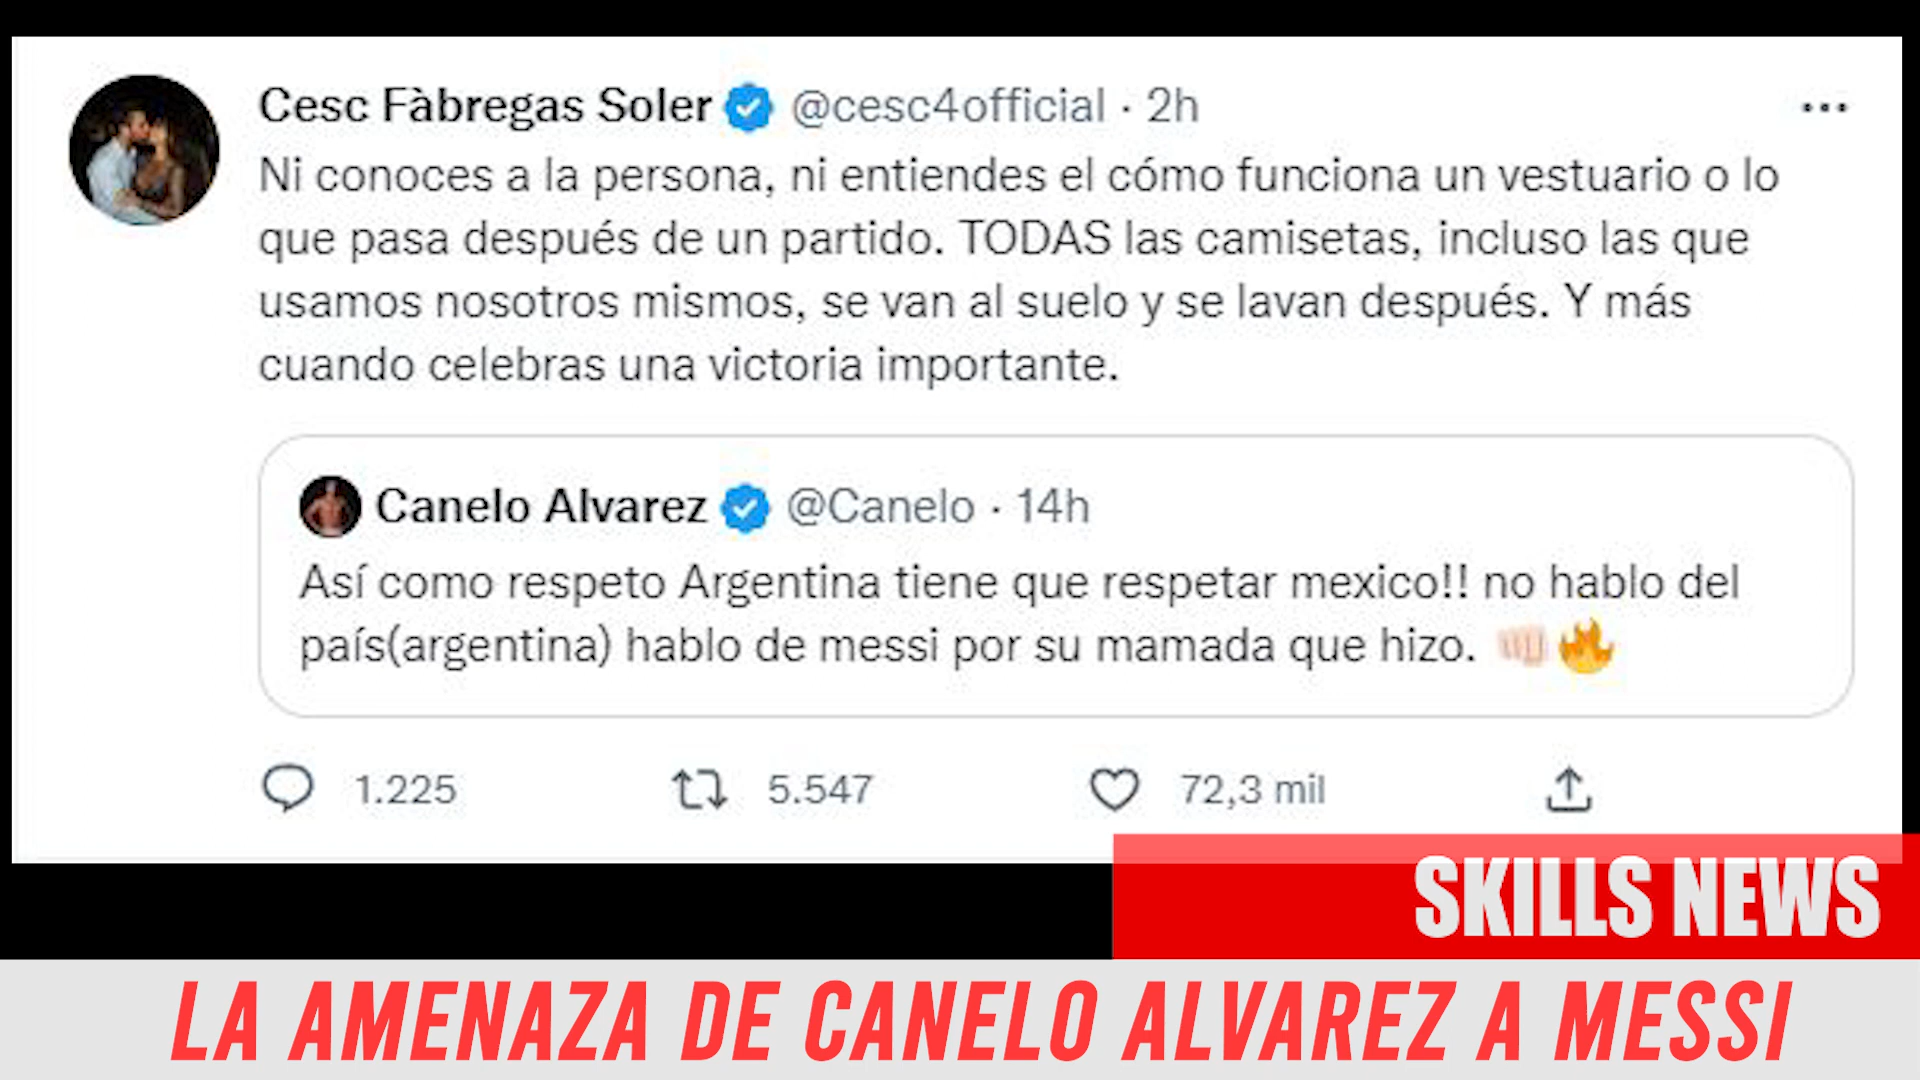 Cesc Fàbregas Soler @cesc4official · 2h
Ni conoces a la persona, ni entiendes el cómo funciona un vestuario o lo
que pasa después de un partido. TODAS las camisetas, incluso las que
usamos nosotros mismos, se van al suelo y se lavan después. Y más
cuando celebras una victoria importante.
Canelo Alvarez @Canelo · 14h
Así como respeto Argentina tiene que respetar mexico!! no hablo del
país(argentina) hablo de messi por su mamada que hizo. 👊🏻🔥
1.225 5.547 72,3 mil
SKILLS NEWS
LA AMENAZA DE CANELO ALVAREZ A MESSI